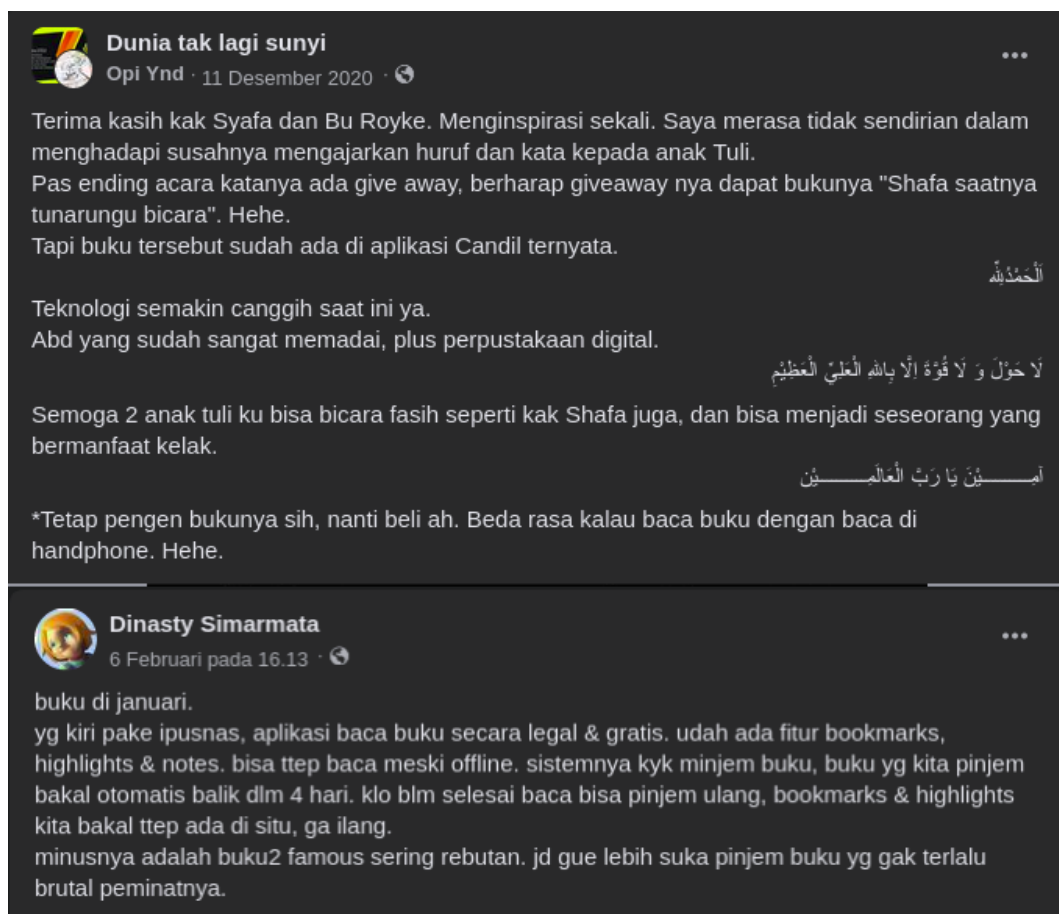 Dunia tak lagi sunyi
Opi Ynd · 11 Desember 2020 ·
Terima kasih kak Syafa dan Bu Royke. Menginspirasi sekali. Saya merasa tidak sendirian dalam
menghadapi susahnya mengajarkan huruf dan kata kepada anak Tuli.
Pas ending acara katanya ada give away, berharap giveaway nya dapat bukunya "Shafa saatnya
tunarungu bicara". Hehe.
Tapi buku tersebut sudah ada di aplikasi Candil ternyata.
اَلْحَمْدُلِلّٰه
Teknologi semakin canggih saat ini ya.
Abd yang sudah sangat memadai, plus perpustakaan digital.
لَا حَوْلَ وَ لَا قُوَّةَ اِلَّا بِاللهِ الْعَلِيِّ الْعَظِيْمِ
Semoga 2 anak tuli ku bisa bicara fasih seperti kak Shafa juga, dan bisa menjadi seseorang yang
bermanfaat kelak.
آمِـــــــــيْنَ يَا رَبَّ الْعَالَمِـــــــــيْن
*Tetap pengen bukunya sih, nanti beli ah. Beda rasa kalau baca buku dengan baca di
handphone. Hehe.
Dinasty Simarmata
6 Februari pada 16.13 ·
buku di januari.
yg kiri pake ipusnas, aplikasi baca buku secara legal & gratis. udah ada fitur bookmarks,
highlights & notes. bisa ttep baca meski offline. sistemnya kyk minjem buku, buku yg kita pinjem
bakal otomatis balik dlm 4 hari. klo blm selesai baca bisa pinjem ulang, bookmarks & highlights
kita bakal ttep ada di situ, ga ilang.
minusnya adalah buku2 famous sering rebutan. jd gue lebih suka pinjem buku yg gak terlalu
brutal peminatnya.